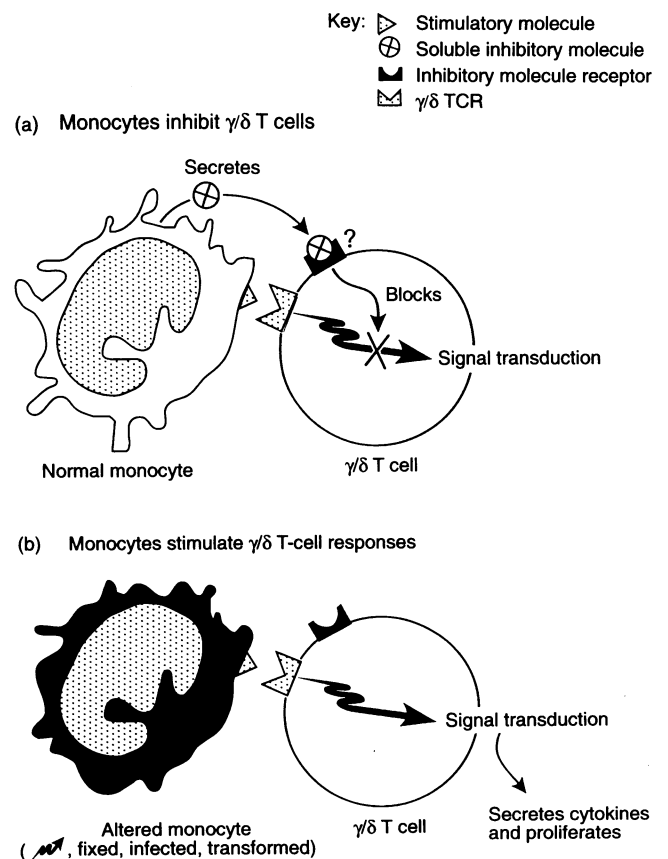 Key: Stimulatory molecule
Soluble inhibitory molecule
Inhibitory molecule receptor
γ/δ TCR
(a) Monocytes inhibit γ/δ T cells
Secretes
?
Blocks
Signal transduction
Normal monocyte
γ/δ T cell
(b) Monocytes stimulate γ/δ T-cell responses
Signal transduction
Secretes cytokines
and proliferates
Altered monocyte
( , fixed, infected, transformed)
γ/δ T cell